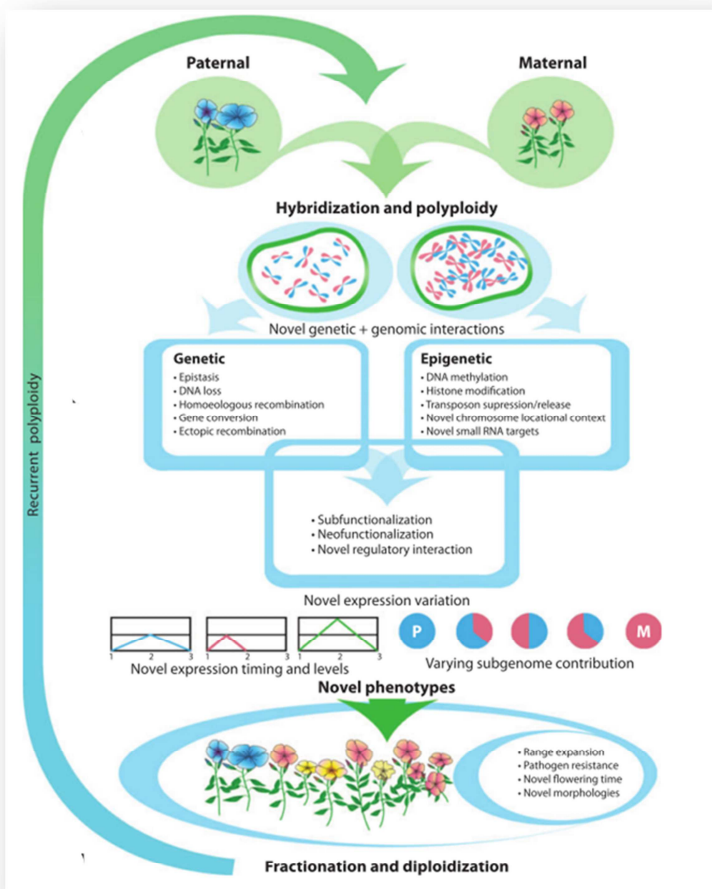 Paternal
Maternal
Hybridization and polyploidy
Novel genetic + genomic interactions
Genetic
• Epistasis
• DNA loss
• Homoeologous recombination
• Gene conversion
• Ectopic recombination
Epigenetic
• DNA methylation
• Histone modification
• Transposon supression/release
• Novel chromosome locational context
• Novel small RNA targets
• Subfunctionalization
• Neofunctionalization
• Novel regulatory interaction
Recurrent polyploidy
Novel expression variation
1 2 3
1 2 3
1 2 3
P
M
Novel expression timing and levels
Varying subgenome contribution
Novel phenotypes
• Range expansion
• Pathogen resistance
• Novel flowering time
• Novel morphologies
Fractionation and diploidization